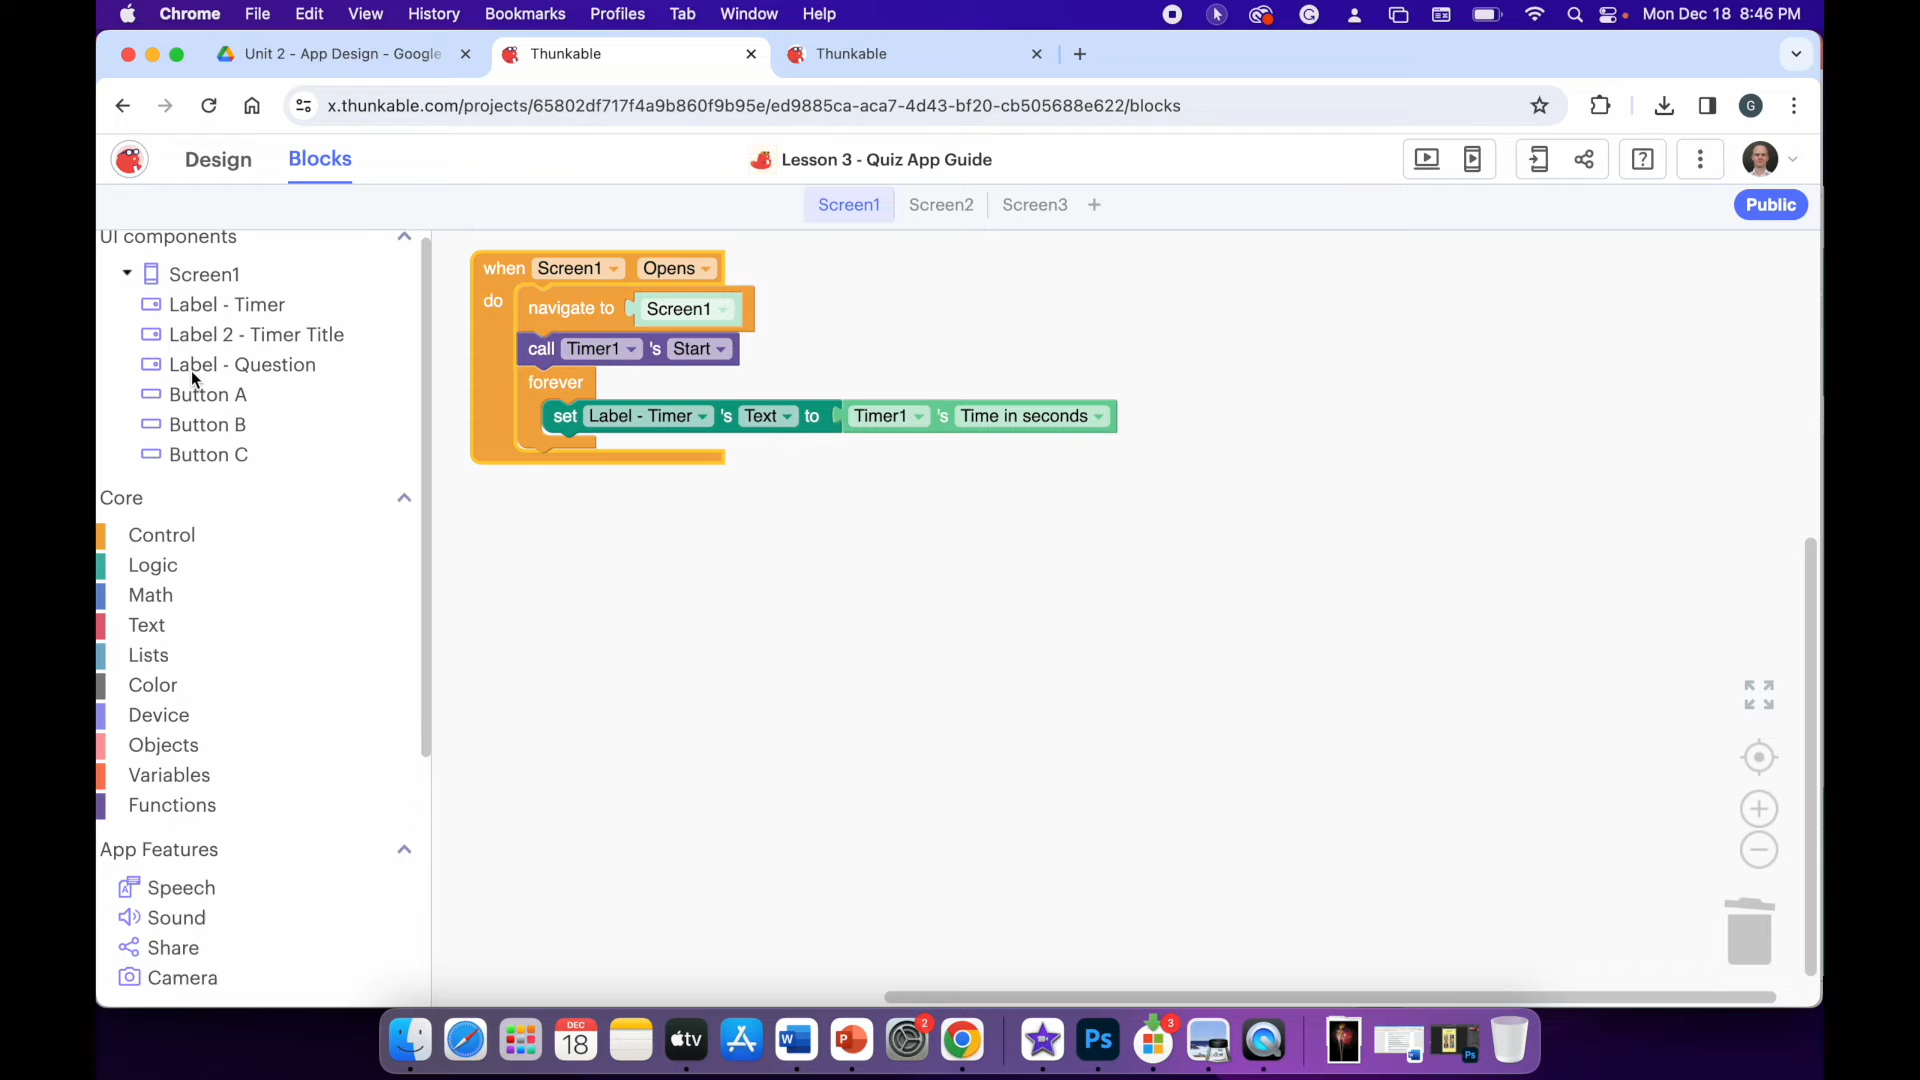 Chrome File Edit View History Bookmarks Profiles Tab Window Help Mon Dec 18 8:46 PM
Unit 2 - App Design - Google Thunkable Thunkable
x.thunkable.com/projects/65802df717f4a9b860f9b95e/ed9885ca-aca7-4d43-bf20-cb505688e622/blocks G
Design Blocks Lesson 3 - Quiz App Guide
Screen1 Screen2 Screen3 + Public
UI components
Screen1
Label - Timer
Label 2 - Timer Title
Label - Question
Button A
Button B
Button C
Core
Control
Logic
Math
Text
Lists
Color
Device
Objects
Variables
Functions
App Features
Speech
Sound
Share
Camera
when Screen1 Opens
do navigate to Screen1
call Timer1 's Start
forever
set Label - Timer 's Text to Timer1 's Time in seconds
DEC
18
tv
2
Ps
3